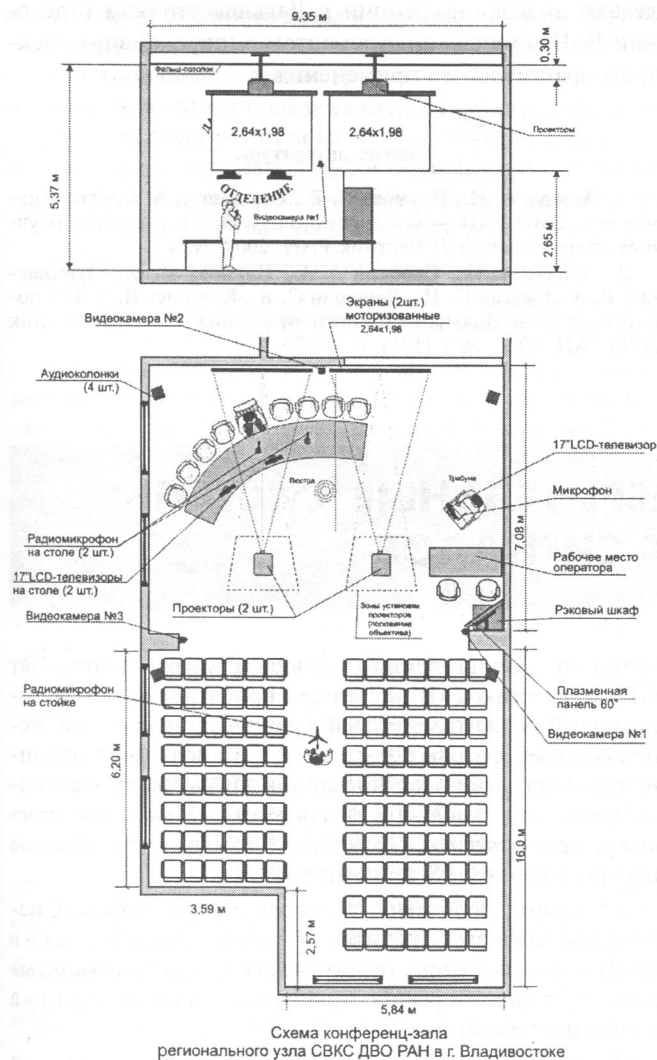 9,35 м
0,30 м
Фальш-потолок
2,64x1,98
2,64x1,98
Проектом
5,37 м
ОТДЕЛЕНИЕ
Видеокамера №1
2,65 м
Экраны (2шт.)
моторизованные
2,64x1,98
Видеокамера №2
Аудиоколонки
(4 шт.)
17"LCD-телевизор
Люстра
Трибуна
Микрофон
7,09 м
Радиомикрофон
на столе (2 шт.)
Рабочее место
оператора
17"LCD-телевизоры
на столе (2 шт.)
Проекторы (2 шт.)
Зоны установки
проекторов
(положение
объектива)
Рэковый шкаф
Видеокамера №3
Радиомикрофон
на стойке
Плазменная
панель 60"
Видеокамера №1
6,20 м
16,0 м
3,59 м
2,57 м
5,84 м
Схема конференц-зала
регионального узла СВКС ДВО РАН в г. Владивостоке